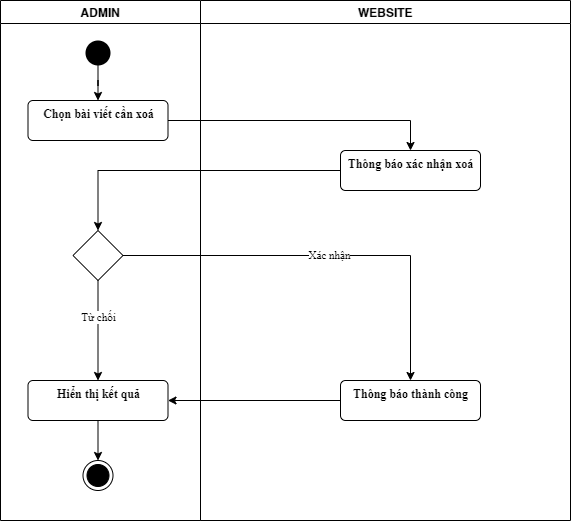 ADMIN
WEBSITE
Chọn bài viết cần xoá
Thông báo xác nhận xoá
Xác nhận
Từ chối
Hiển thị kết quả
Thông báo thành công